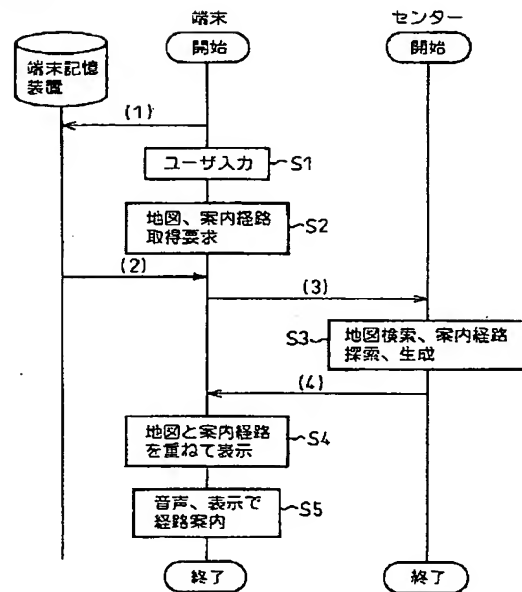 端末
センター
開始
開始
端末記憶
装置
(1)
ユーザ入力
S1
地図、案内経路
取得要求
S2
(2)
(3)
S3
地図検索、案内経路
探索、生成
(4)
地図と案内経路
を重ねて表示
S4
音声、表示で
経路案内
S5
終了
終了